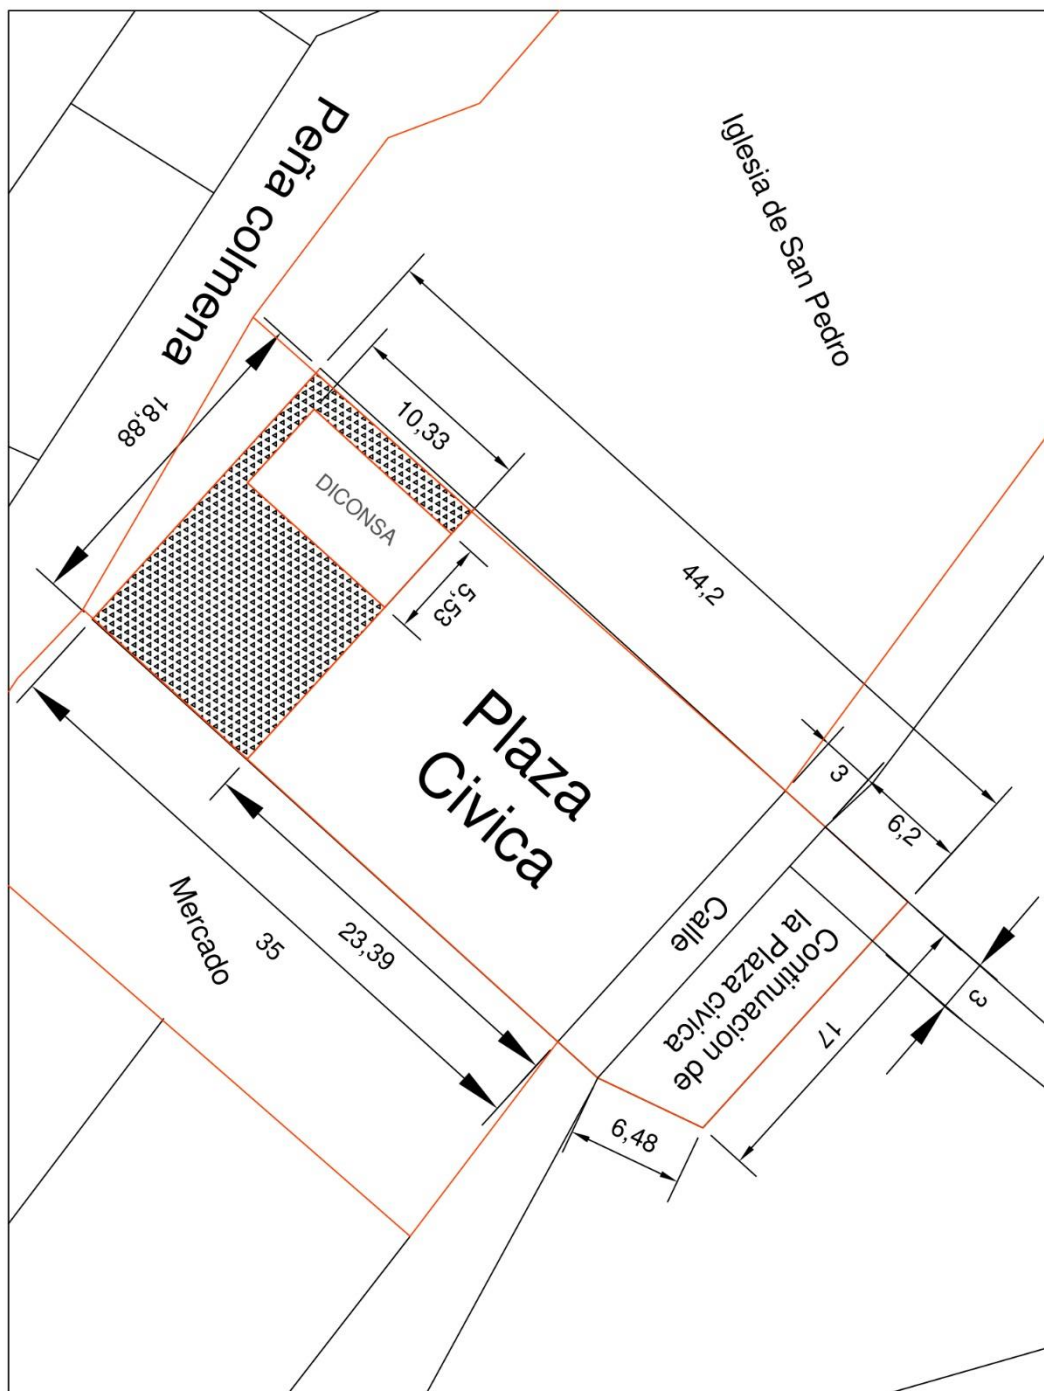 Peña colmena
Iglesia de San Pedro
18,88
10,33
DICONSA
5,53
44,2
Plaza
Civica
3
6,2
Calle
Continuacion de
la Plaza civica
3
17
Mercado
35
23,39
6,48